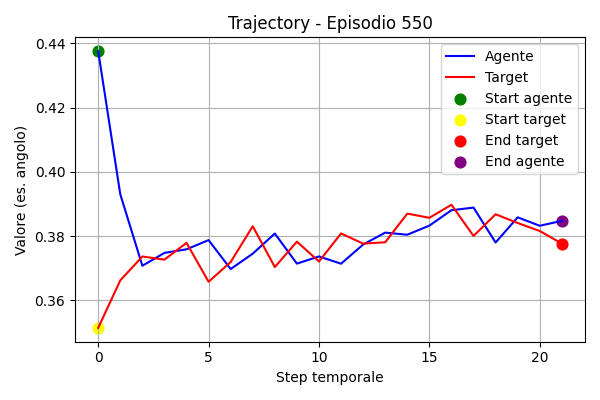 Trajectory - Episodio 550
0.44
0.42
0.40
0.38
0.36
Valore (es. angolo)
Agente
Target
Start agente
Start target
End target
End agente
0
5
10
15
20
Step temporale